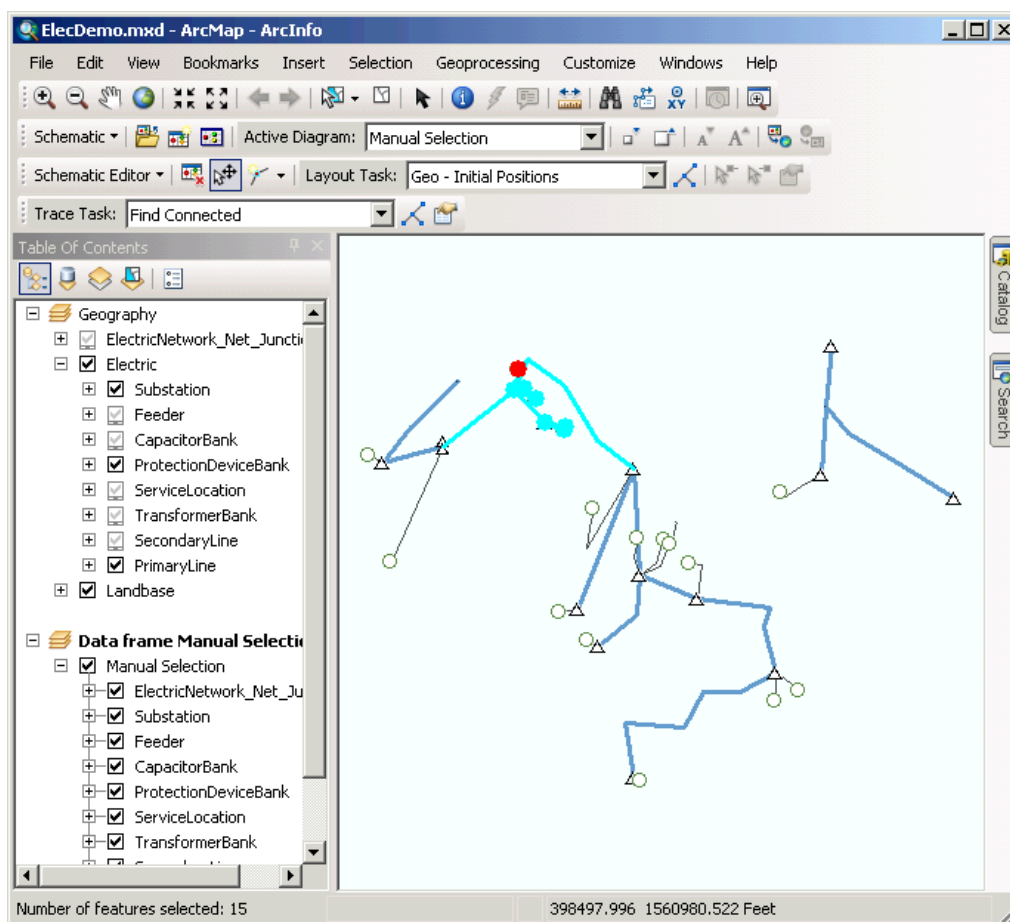 ElecDemo.mxd - ArcMap - ArcInfo
File Edit View Bookmarks Insert Selection Geoprocessing Customize Windows Help
XY
Schematic Active Diagram: Manual Selection A A
Schematic Editor Layout Task: Geo - Initial Positions
Trace Task: Find Connected
Table Of Contents
Geography
ElectricNetwork_Net_Juncti
Electric
Substation
Feeder
CapacitorBank
ProtectionDeviceBank
ServiceLocation
TransformerBank
SecondaryLine
PrimaryLine
Landbase
Data frame Manual Selectio
Manual Selection
ElectricNetwork_Net_Ju
Substation
Feeder
CapacitorBank
ProtectionDeviceBank
ServiceLocation
TransformerBank
Catalog
Search
Number of features selected: 15
398497.996 1560980.522 Feet